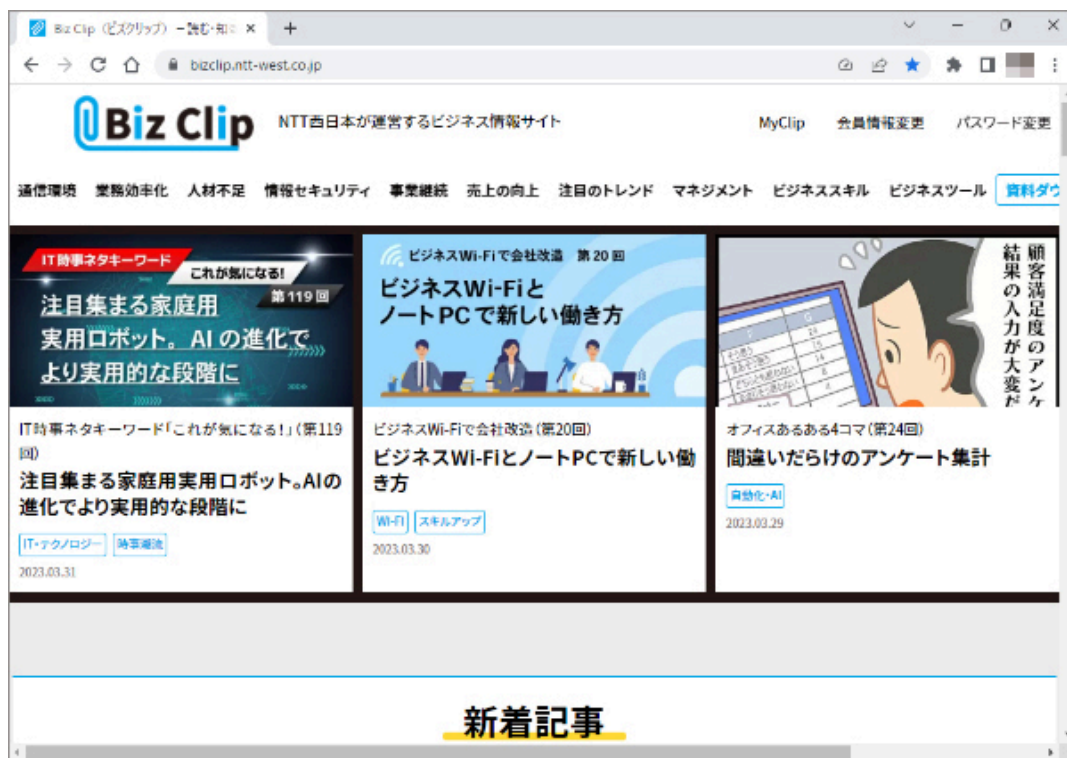 Biz Clip（ビズクリップ）－読む・知
bizclip.ntt-west.co.jp
Biz Clip
NTT西日本が運営するビジネス情報サイト
MyClip 会員情報変更 パスワード変更
通信環境 業務効率化 人材不足 情報セキュリティ 事業継続 売上の向上 注目のトレンド マネジメント ビジネススキル ビジネスツール 資料ダウ
IT時事ネタキーワード
これが気になる!
第119回
注目集まる家庭用
実用ロボット。AIの進化で
より実用的な段階に
IT時事ネタキーワード「これが気になる!」（第119
回）
注目集まる家庭用実用ロボット。AIの
進化でより実用的な段階に
IT・テクノロジー 時事潮流
2023.03.31
ビジネスWi-Fiで会社改造 第20回
ビジネスWi-Fiと
ノートPCで新しい働き方
ビジネスWi-Fiで会社改造（第20回）
ビジネスWi-FiとノートPCで新しい働
き方
Wi-Fi スキルアップ
2023.03.30
顧客満足度のアンケ
結果の入力が大変だ
オフィスあるある4コマ（第24回）
間違いだらけのアンケート集計
自動化・AI
2023.03.29
新着記事